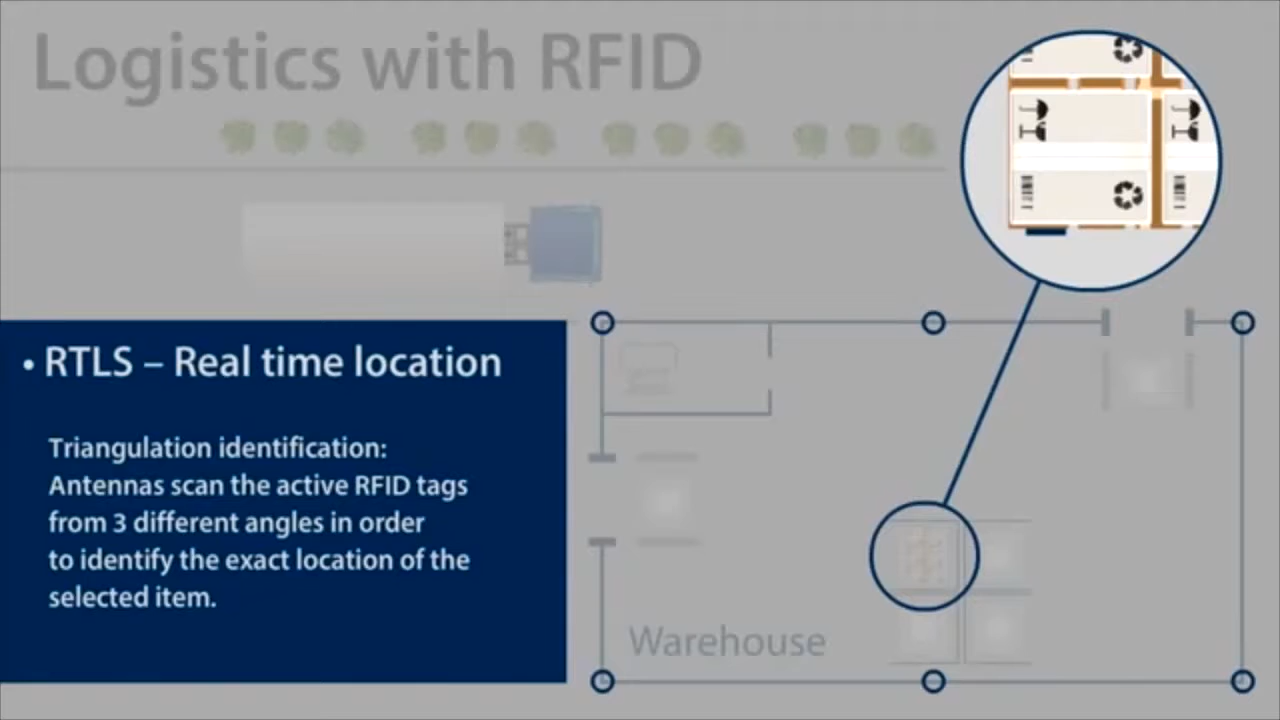 Logistics with RFID
• RTLS – Real time location
Triangulation identification:
Antennas scan the active RFID tags
from 3 different angles in order
to identify the exact location of the
selected item.
Warehouse